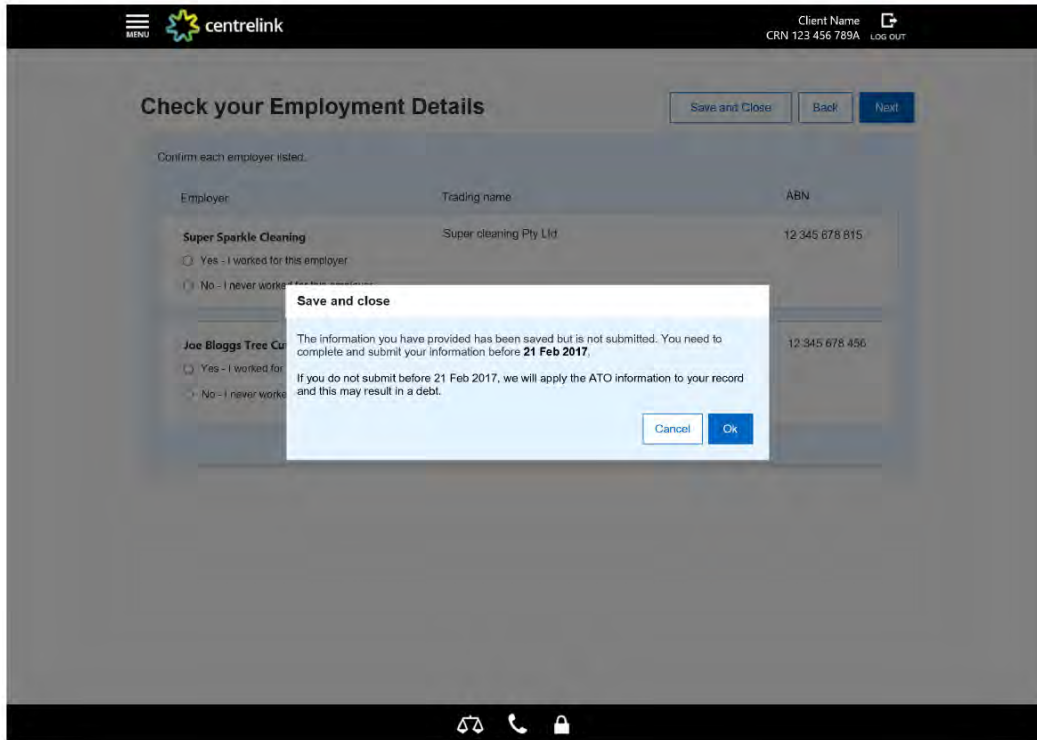 MENU
centrelink
Client Name
CRN 123 456 789A LOG OUT
Check your Employment Details
Save and Close
Back
Next
Confirm each employer listed.
Employer
Trading name
ABN
Super Sparkle Cleaning
Super cleaning Pty Ltd
12 345 678 815
Yes - I worked for this employer
No - I never worked for this employer
Save and close
The information you have provided has been saved but is not submitted. You need to
complete and submit your information before 21 Feb 2017.
If you do not submit before 21 Feb 2017, we will apply the ATO information to your record
and this may result in a debt.
Cancel
Ok
Joe Bloggs Tree
12 345 678 456
Yes - I worked for
No - I never worke